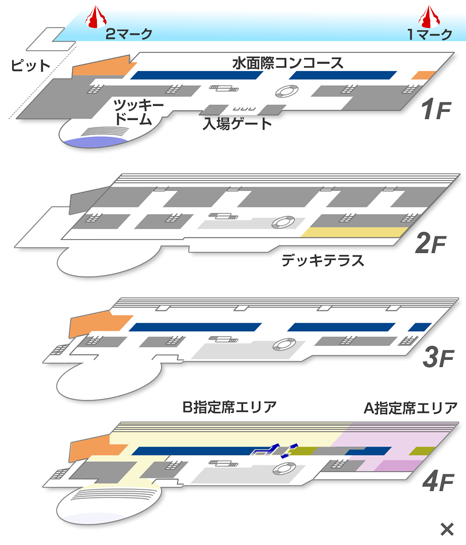 2マーク
1マーク
ピット
水面際コンコース
ツッキー
ドーム
入場ゲート
1F
2F
デッキテラス
3F
B指定席エリア
A指定席エリア
4F
×